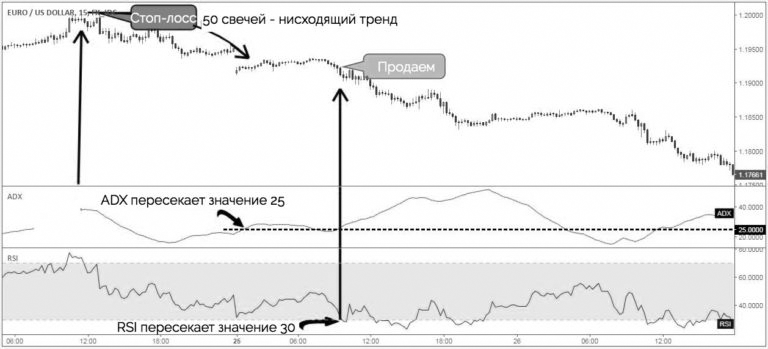 EURO / US DOLLAR, 15,
Стоп-лосс
50 свечей - нисходящий тренд
1.20000
1.19500
Продаем
1.19000
1.18500
1.18000
1.17661
1.17500
ADX
ADX пересекает значение 25
40.0000
ADX
25.0000
20.0000
RSI
60.0000
40.0000
RSI пересекает значение 30
RSI
06:00
12:00
18:00
25
06:00
12:00
18:00
26
06:00
12:00